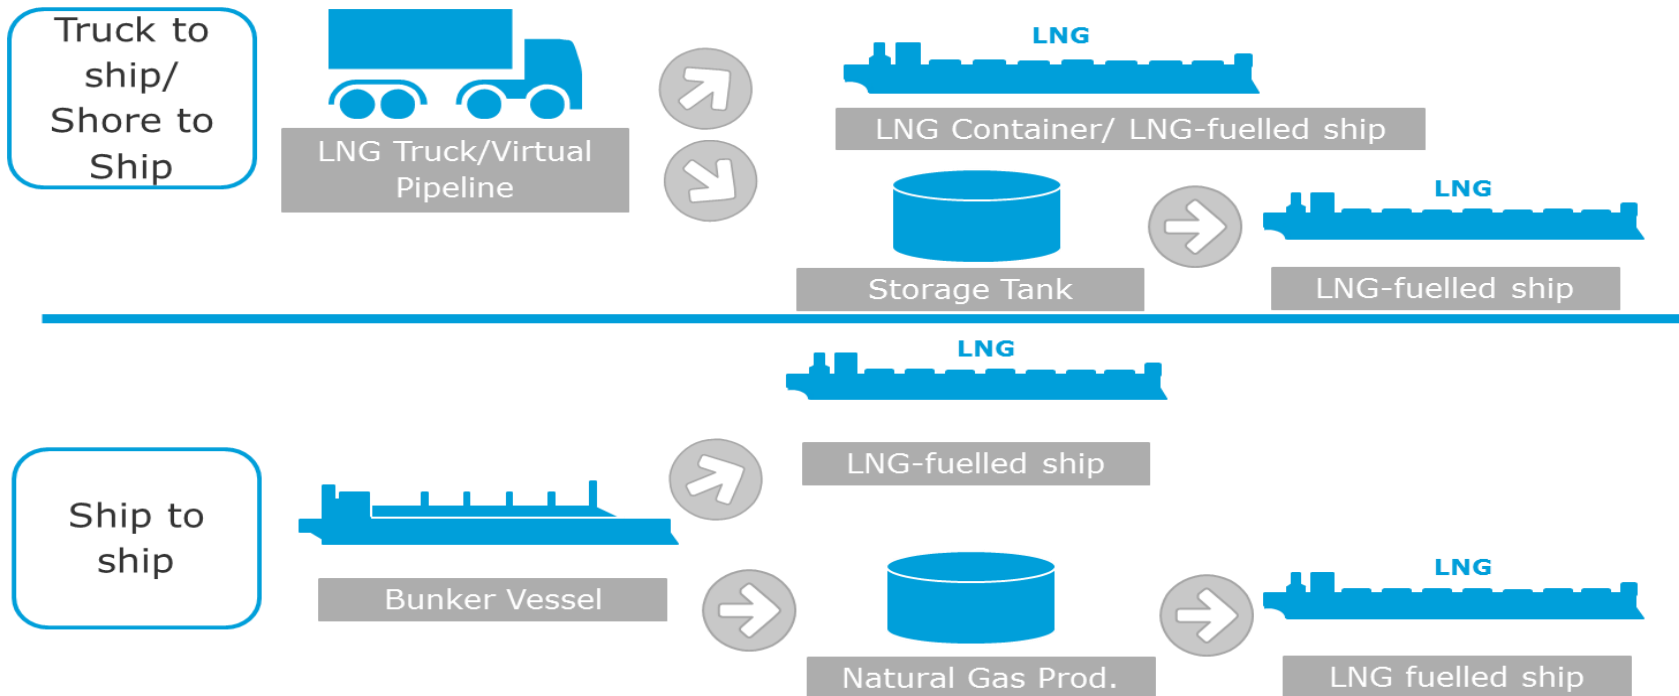 Truck to
ship/
Shore to
Ship
LNG Truck/Virtual
Pipeline
LNG
LNG Container/ LNG-fuelled ship
Storage Tank
LNG
LNG-fuelled ship
Ship to
ship
Bunker Vessel
LNG
LNG-fuelled ship
Natural Gas Prod.
LNG
LNG fuelled ship